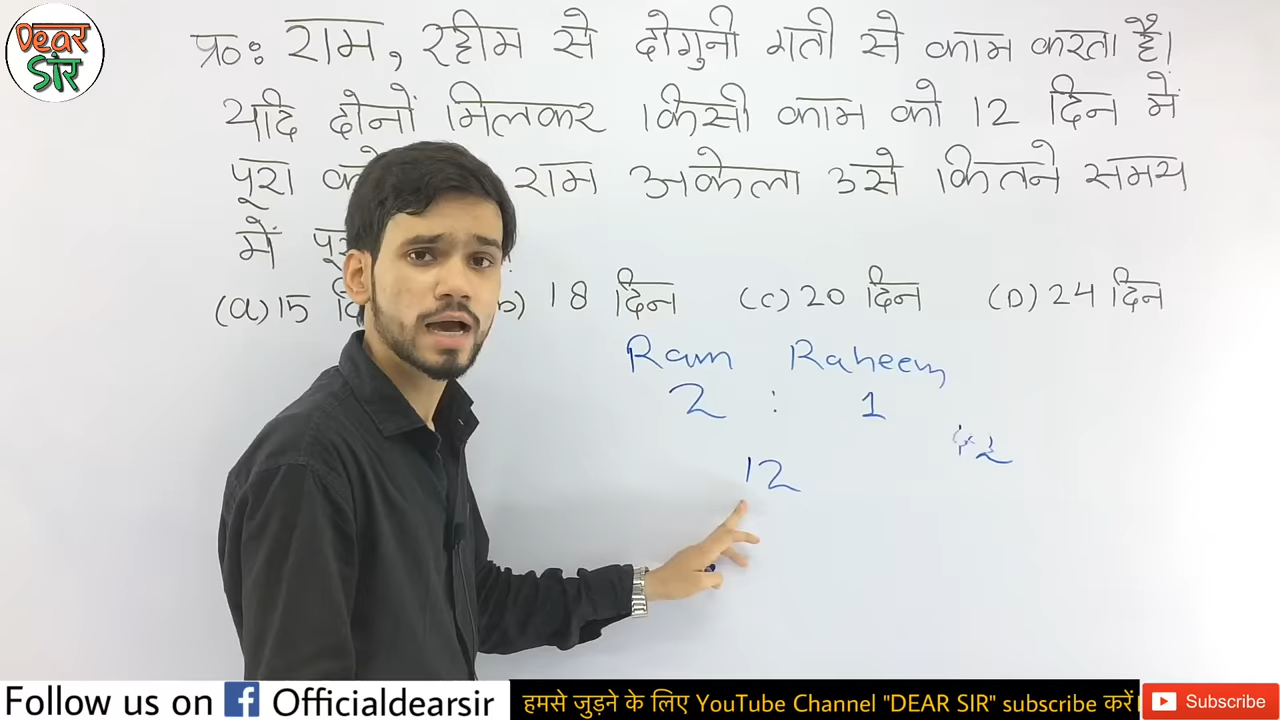 Dear Sir
प्र०: राम, रहीम से दोगुनी गती से काम करता है।
यदि दोनों मिलकर किसी काम को 12 दिन में
पूरा राम अकेला उसे कितने समय
में
(a) 15 18 दिन (C) 20 दिन (D) 24 दिन
Ram Raheem
2 : 1
12
Follow us on Officialdearsir
हमसे जुड़ने के लिए YouTube Channel "DEAR SIR" subscribe करें।
Subscribe